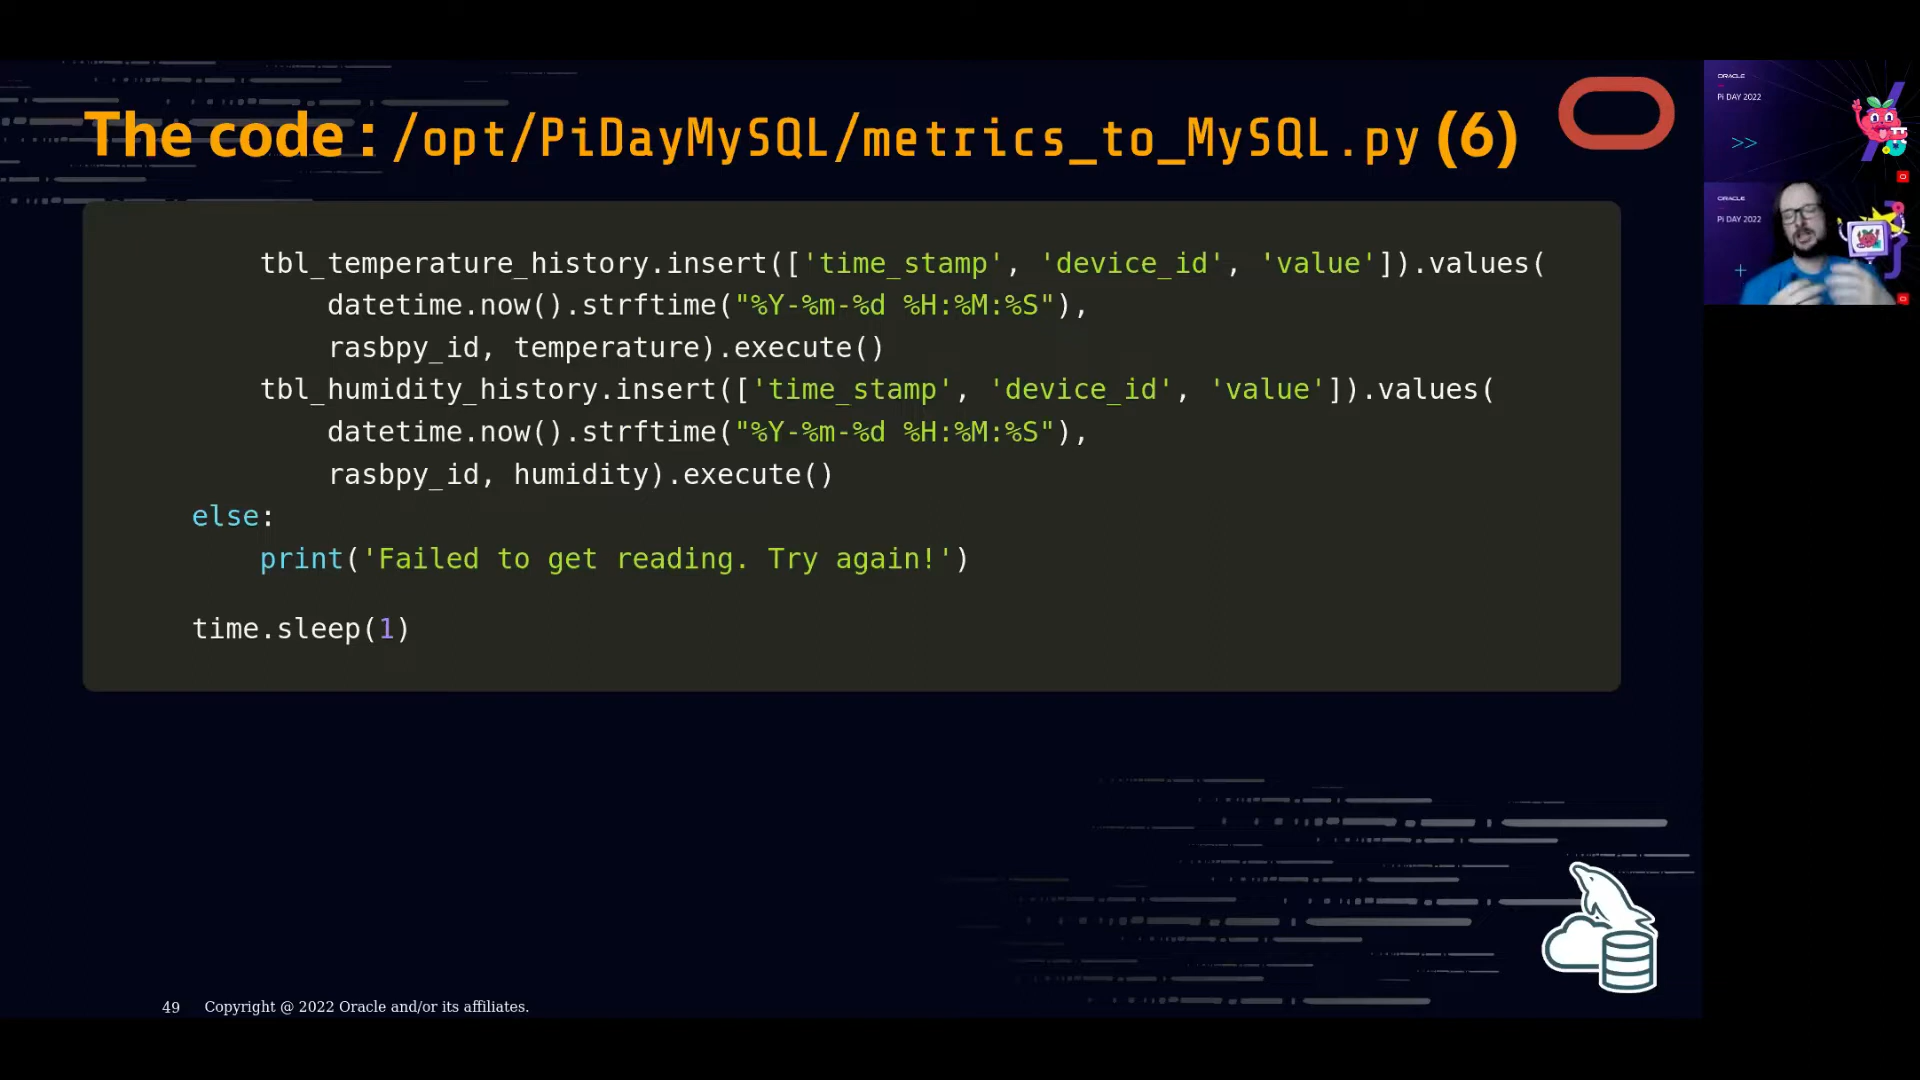 The code : /opt/PiDayMySQL/metrics_to_MySQL.py (6)
tbl_temperature_history.insert(['time_stamp', 'device_id', 'value']).values(
datetime.now().strftime("%Y-%m-%d %H:%M:%S"),
rasbpy_id, temperature).execute()
tbl_humidity_history.insert(['time_stamp', 'device_id', 'value']).values(
datetime.now().strftime("%Y-%m-%d %H:%M:%S"),
rasbpy_id, humidity).execute()
else:
print('Failed to get reading. Try again!')
time.sleep(1)
49 Copyright @ 2022 Oracle and/or its affiliates.
ORACLE
Pi DAY 2022
>>
ORACLE
Pi DAY 2022
+